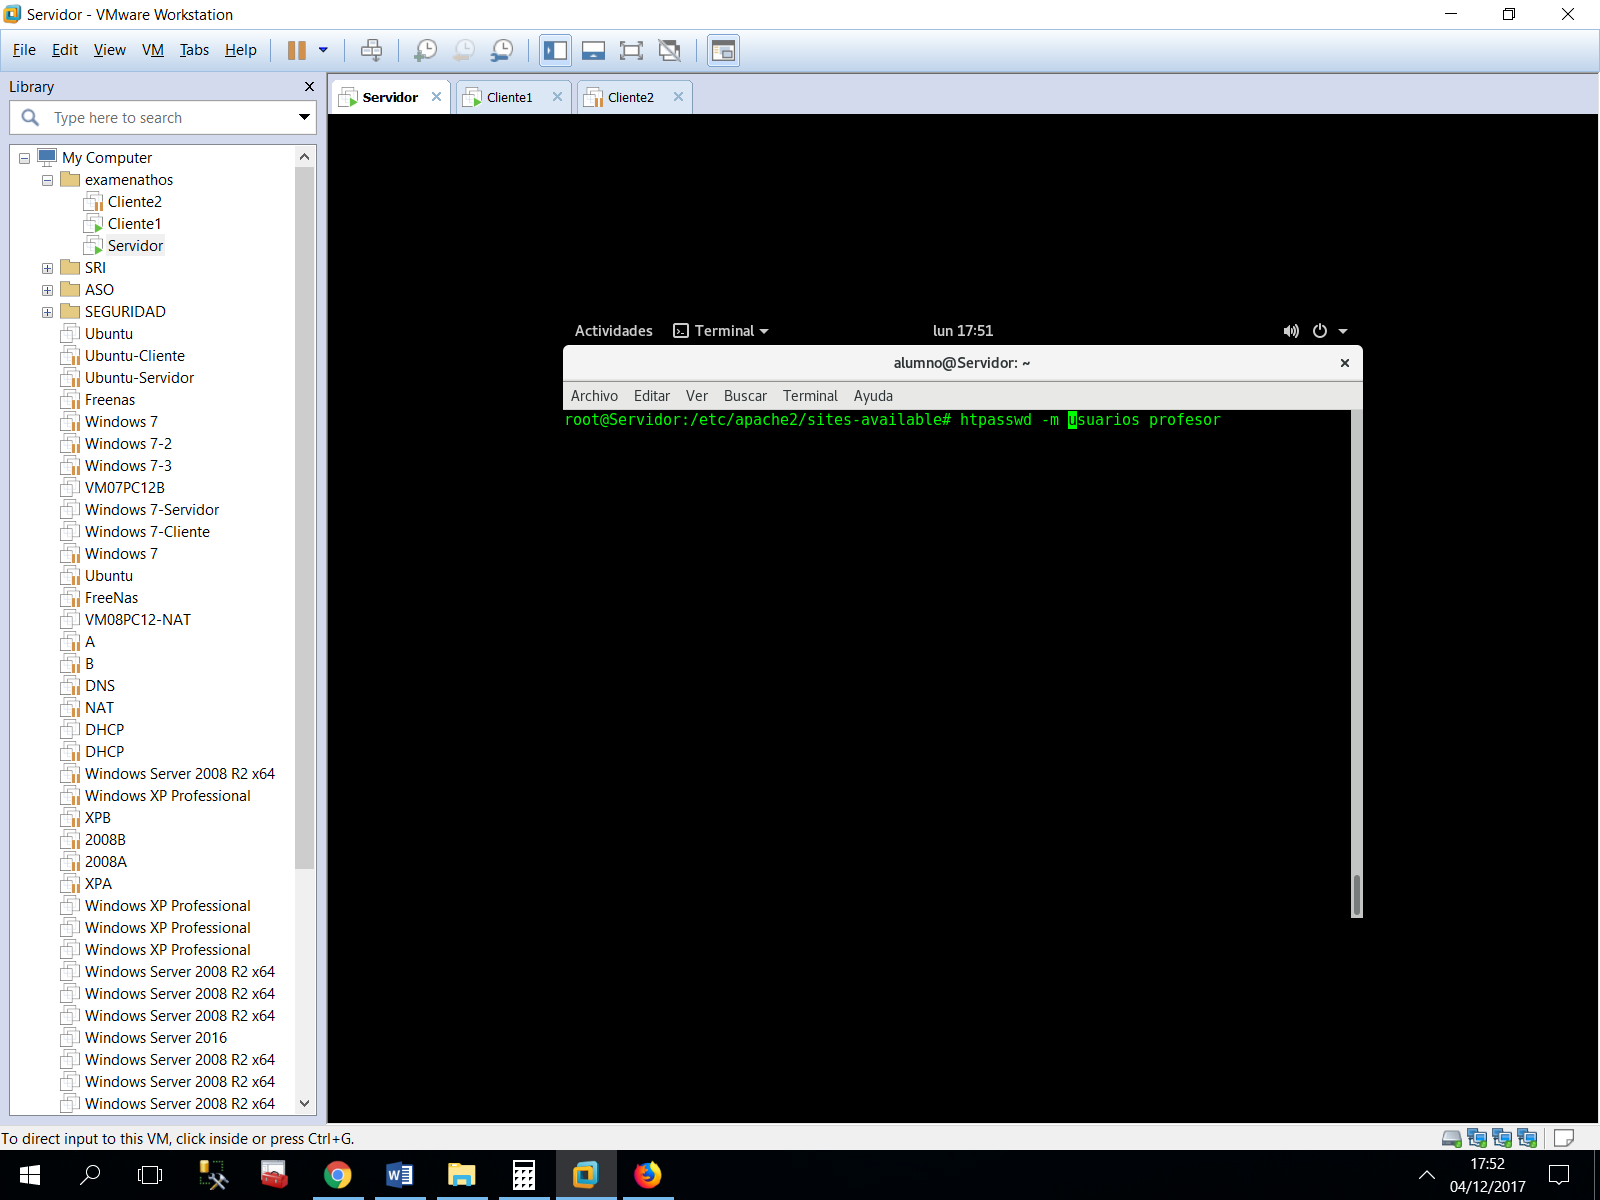 Servidor - VMware Workstation
File Edit View VM Tabs Help
Library
Type here to search
My Computer
examenathos
Cliente2
Cliente1
Servidor
SRI
ASO
SEGURIDAD
Ubuntu
Ubuntu-Cliente
Ubuntu-Servidor
Freenas
Windows 7
Windows 7-2
Windows 7-3
VM07PC12B
Windows 7-Servidor
Windows 7-Cliente
Windows 7
Ubuntu
FreeNas
VM08PC12-NAT
A
B
DNS
NAT
DHCP
DHCP
Windows Server 2008 R2 x64
Windows XP Professional
XPB
2008B
2008A
XPA
Windows XP Professional
Windows XP Professional
Windows XP Professional
Windows Server 2008 R2 x64
Windows Server 2008 R2 x64
Windows Server 2008 R2 x64
Windows Server 2016
Windows Server 2008 R2 x64
Windows Server 2008 R2 x64
Windows Server 2008 R2 x64
Servidor Cliente1 Cliente2
Actividades Terminal lun 17:51
alumno@Servidor: ~
Archivo Editar Ver Buscar Terminal Ayuda
root@Servidor:/etc/apache2/sites-available# htpasswd -m usuarios profesor
To direct input to this VM, click inside or press Ctrl+G.
17:52
04/12/2017